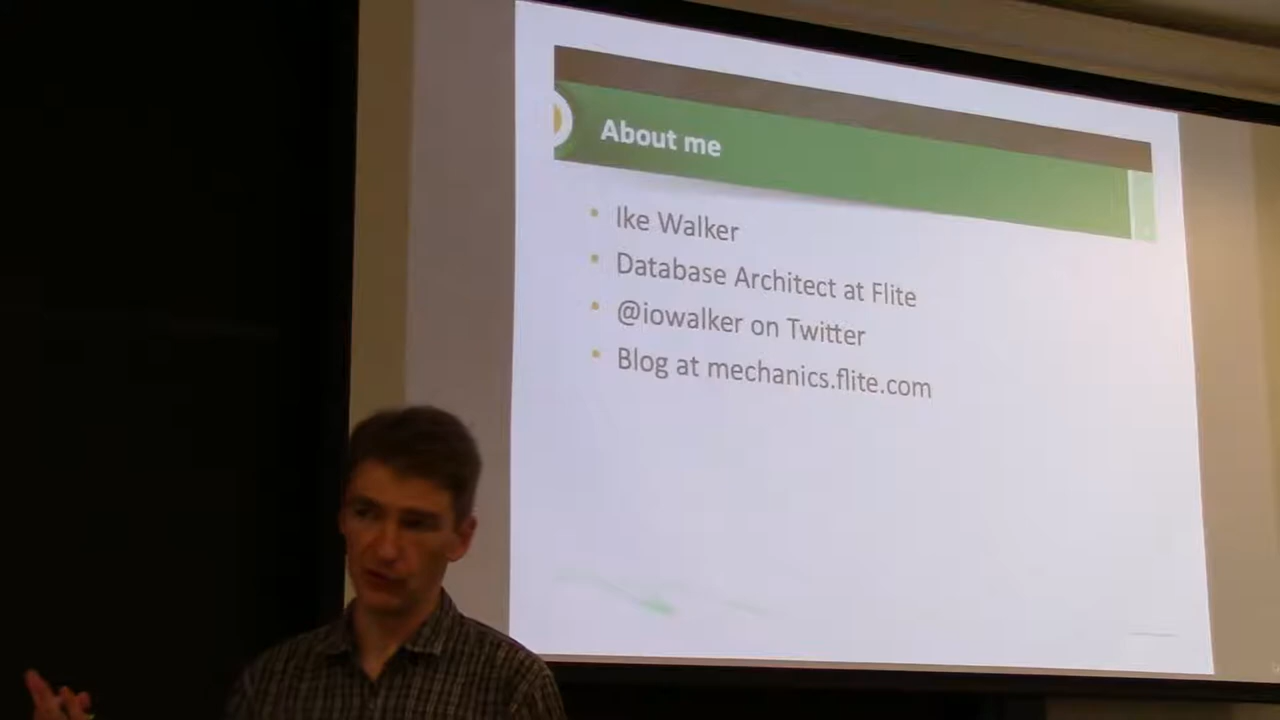 About me
Ike Walker
Database Architect at Flite
@iowalker on Twitter
Blog at mechanics.flite.com